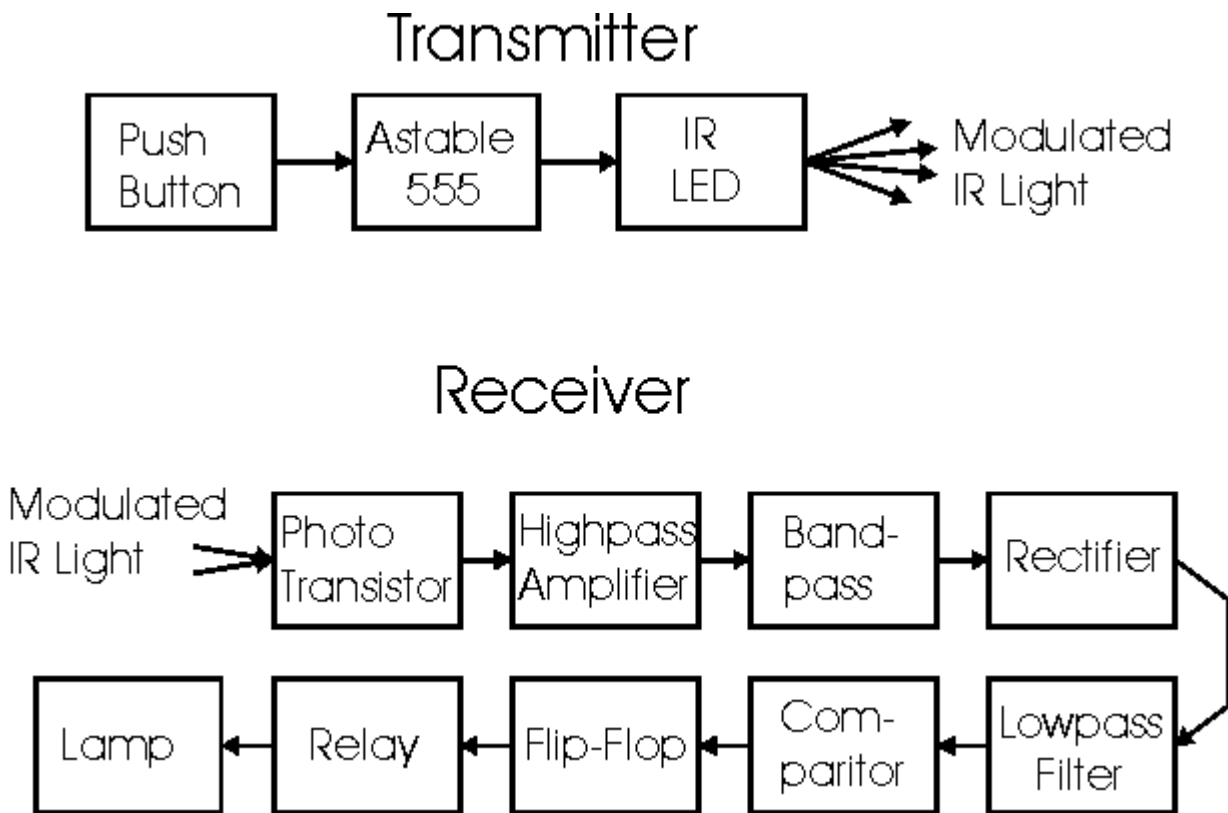 Transmitter
Push
Button
Astable
555
IR
LED
Modulated
IR Light
Receiver
Modulated
IR Light
Photo
Transistor
Highpass
Amplifier
Band-
pass
Rectifier
Lowpass
Filter
Com-
paritor
Flip-Flop
Relay
Lamp